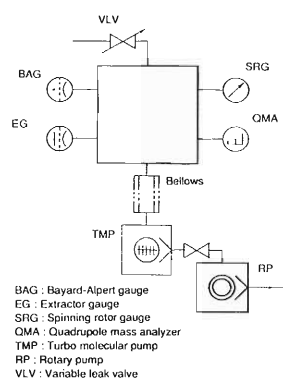 VLV
BAG
SRG
EG
QMA
Bellows
TMP
RP
BAG : Bayard-Alpert gauge
EG : Extractor gauge
SRG : Spinning rotor gauge
QMA : Quadrupole mass analyzer
TMP : Turbo molecular pump
RP : Rotary pump
VLV : Variable leak valve